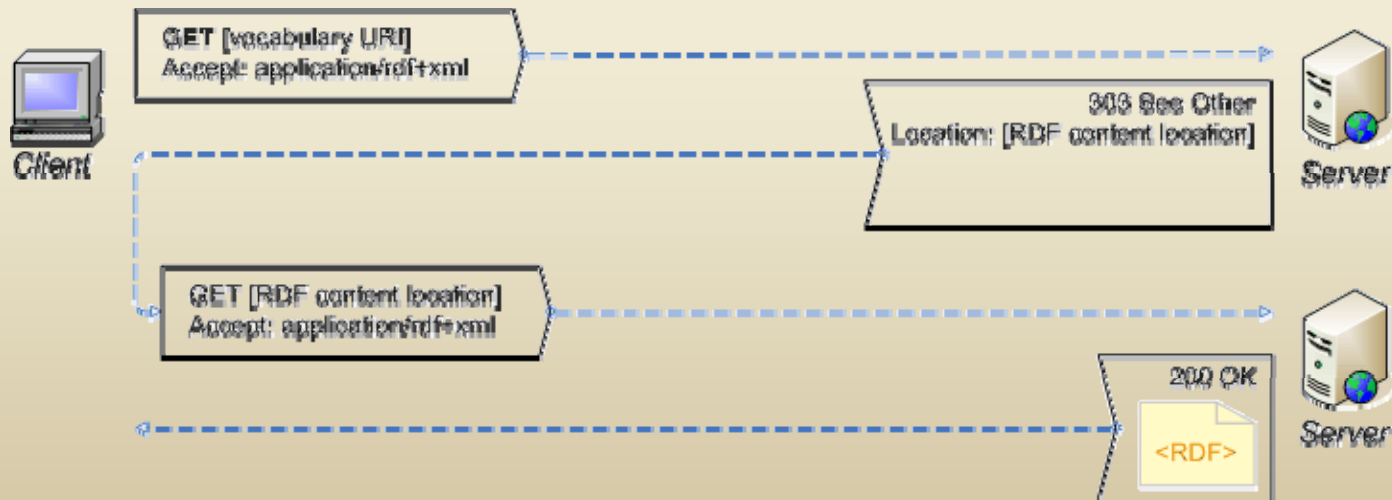 GET [vocabulary URI]
Accept: application/rdf+xml
Client
303 See Other
Location: [RDF content location]
Server
GET [RDF content location]
Accept: application/rdf+xml
200 OK
<RDF>
Server